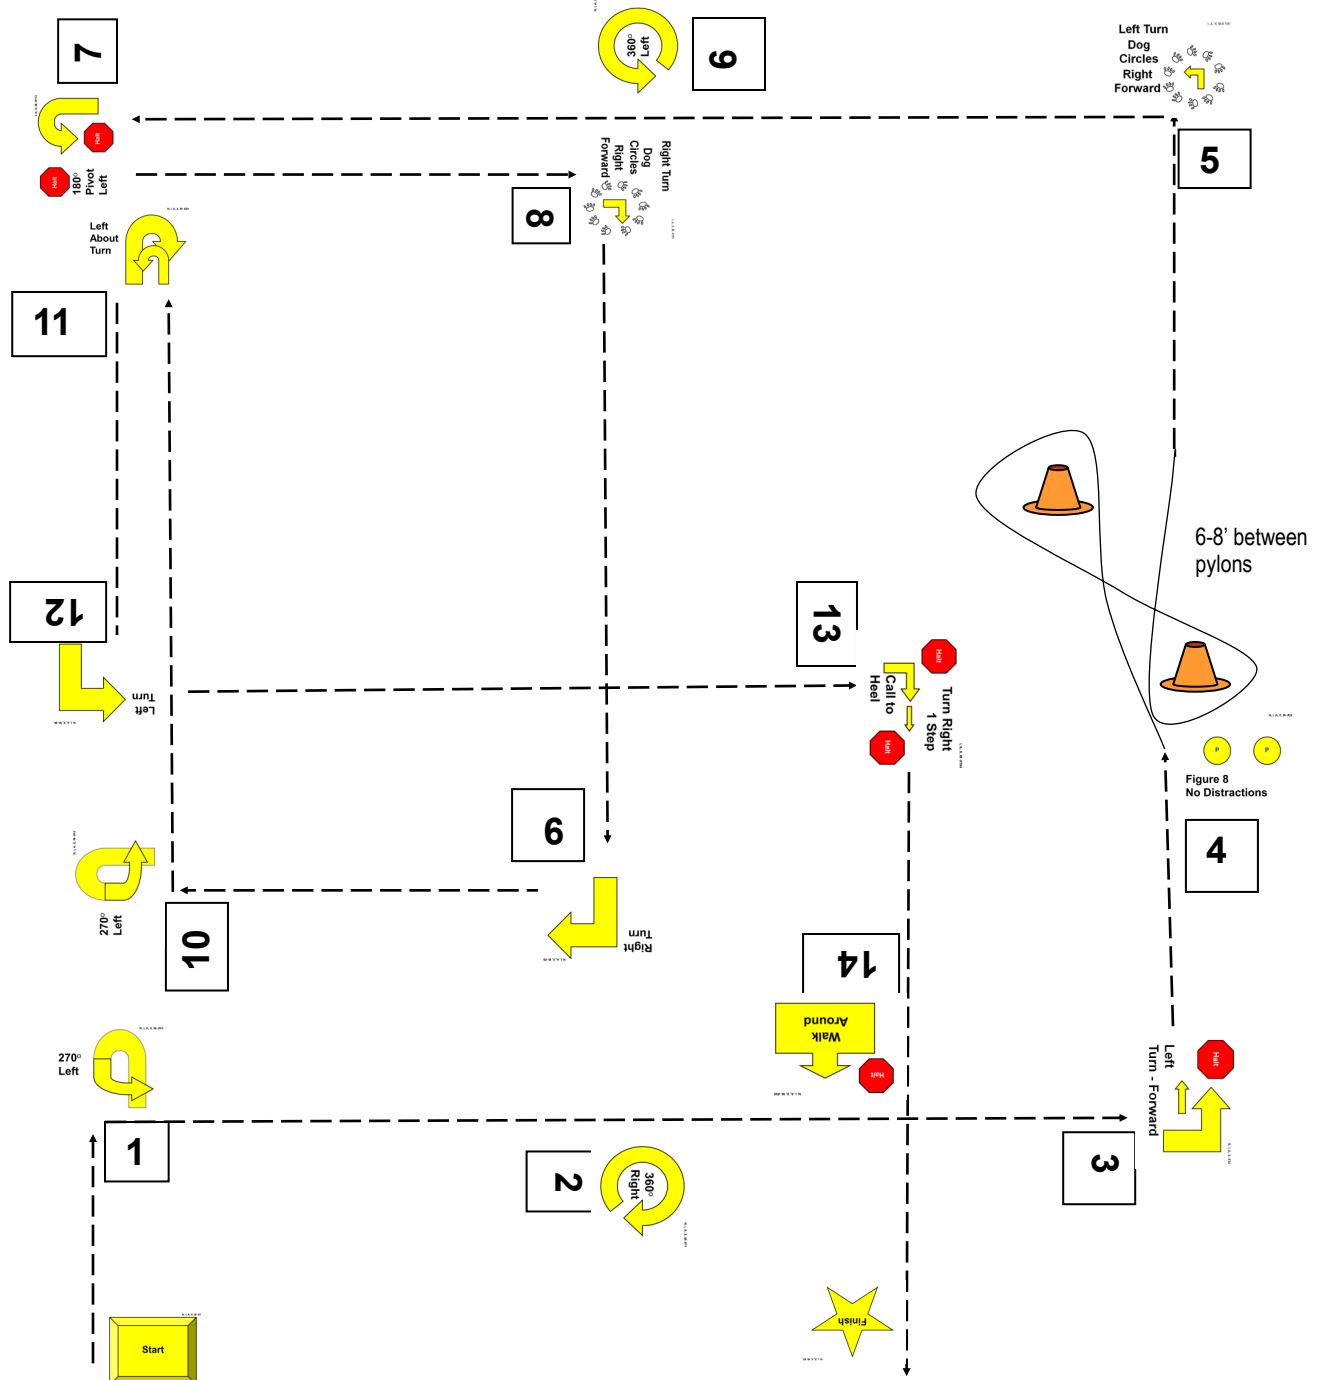 7
360°
Left
6
Left Turn
Dog
Circles
Right
Forward
5
Halt
Halt
180°
Pivot
Left
Right Turn
Dog
Circles
Right
Forward
8
Left
About
Turn
11
6-8' between
pylons
12
Left
Turn
13
Halt
Call to
Heel
Turn Right
1 Step
Halt
P
P
Figure 8
No Distractions
4
9
Right
Turn
270°
Left
10
14
Walk
Around
Halt
270°
Left
1
Left
Turn - Forward
Halt
3
2
360°
Right
Start
Finish